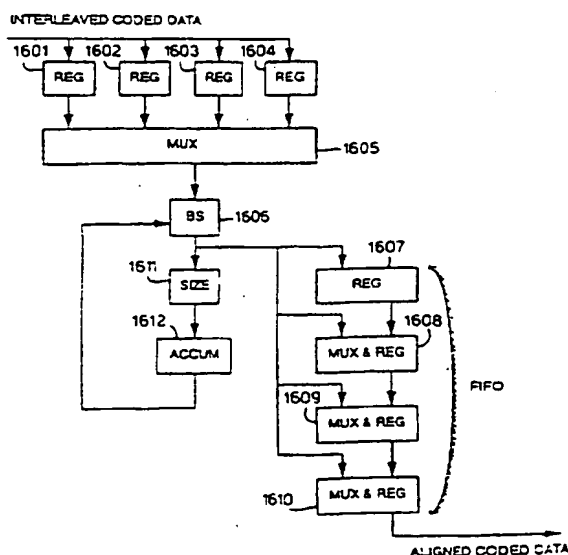 INTERLEAVED CODED DATA
1601 1602 1603 1604
REG REG REG REG
MUX
1605
BS
1606
1607
1611
SIZE
REG
1612
1608
ACCUM
MUX & REG
FIFO
1609
MUX & REG
1610
MUX & REG
ALIGNED CODED DATA